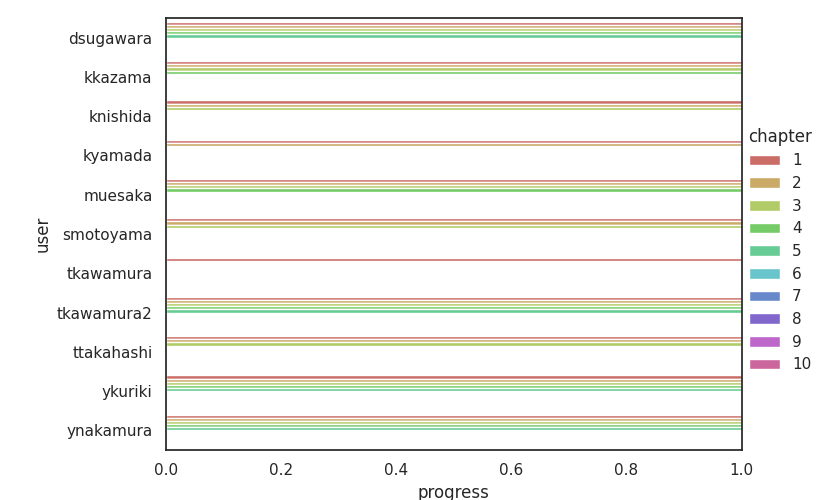 dsugawara
kkazama
knishida
kyamada
muesaka
smotoyama
tkawamura
tkawamura2
ttakahashi
ykuriki
ynakamura
user
0.0 0.2 0.4 0.6 0.8 1.0
progress
chapter
1
2
3
4
5
6
7
8
9
10